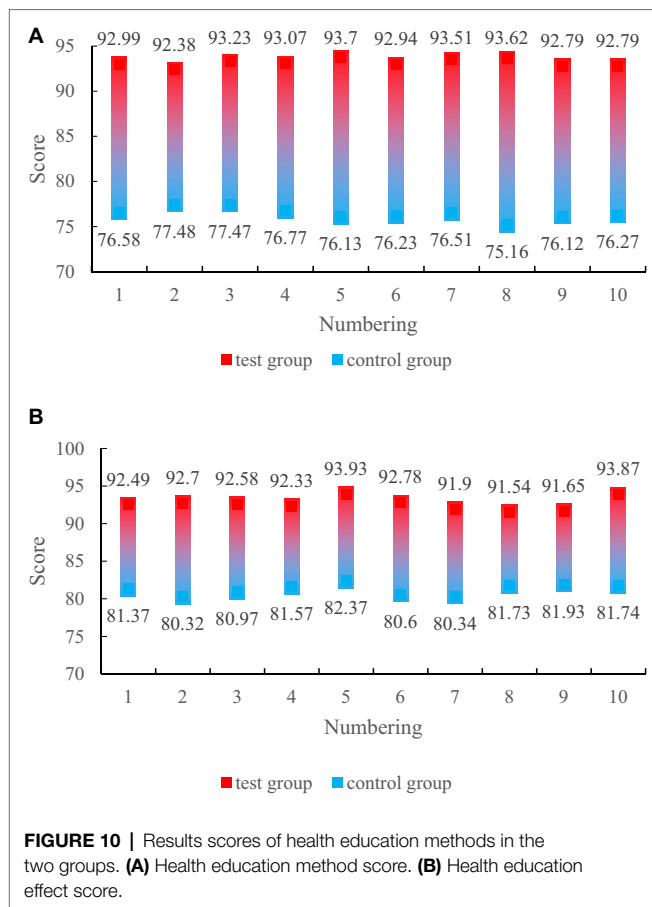 A
92.99 92.38 93.23 93.07 93.7 92.94 93.51 93.62 92.79 92.79
95
90
85
Score
80
75
70
76.58 77.48 77.47 76.77 76.13 76.23 76.51 75.16 76.12 76.27
1 2 3 4 5 6 7 8 9 10
Numbering
test group control group
B
100
92.49 92.7 92.58 92.33 93.93 92.78 91.9 91.54 91.65 93.87
95
90
85
Score
80
75
70
81.37 80.32 80.97 81.57 82.37 80.6 80.34 81.73 81.93 81.74
1 2 3 4 5 6 7 8 9 10
Numbering
test group control group
FIGURE 10 | Results scores of health education methods in the
two groups. (A) Health education method score. (B) Health education
effect score.